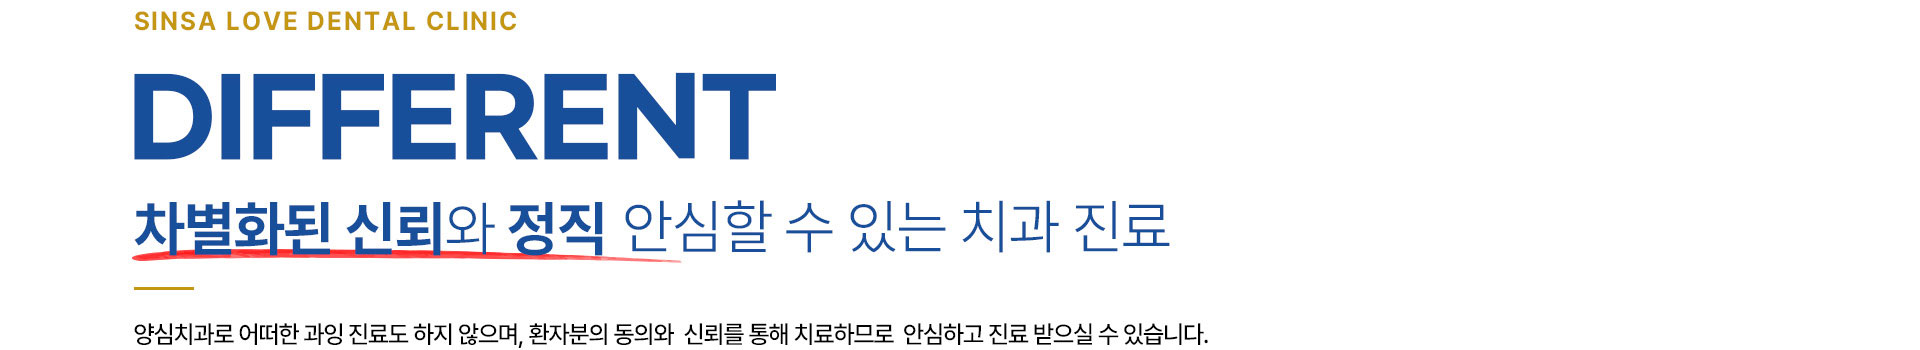 SINSA LOVE DENTAL CLINIC
DIFFERENT
차별화된 신뢰와 정직 안심할 수 있는 치과 진료
양심치과로 어떠한 과잉 진료도 하지 않으며, 환자분의 동의와 신뢰를 통해 치료하므로 안심하고 진료 받으실 수 있습니다.